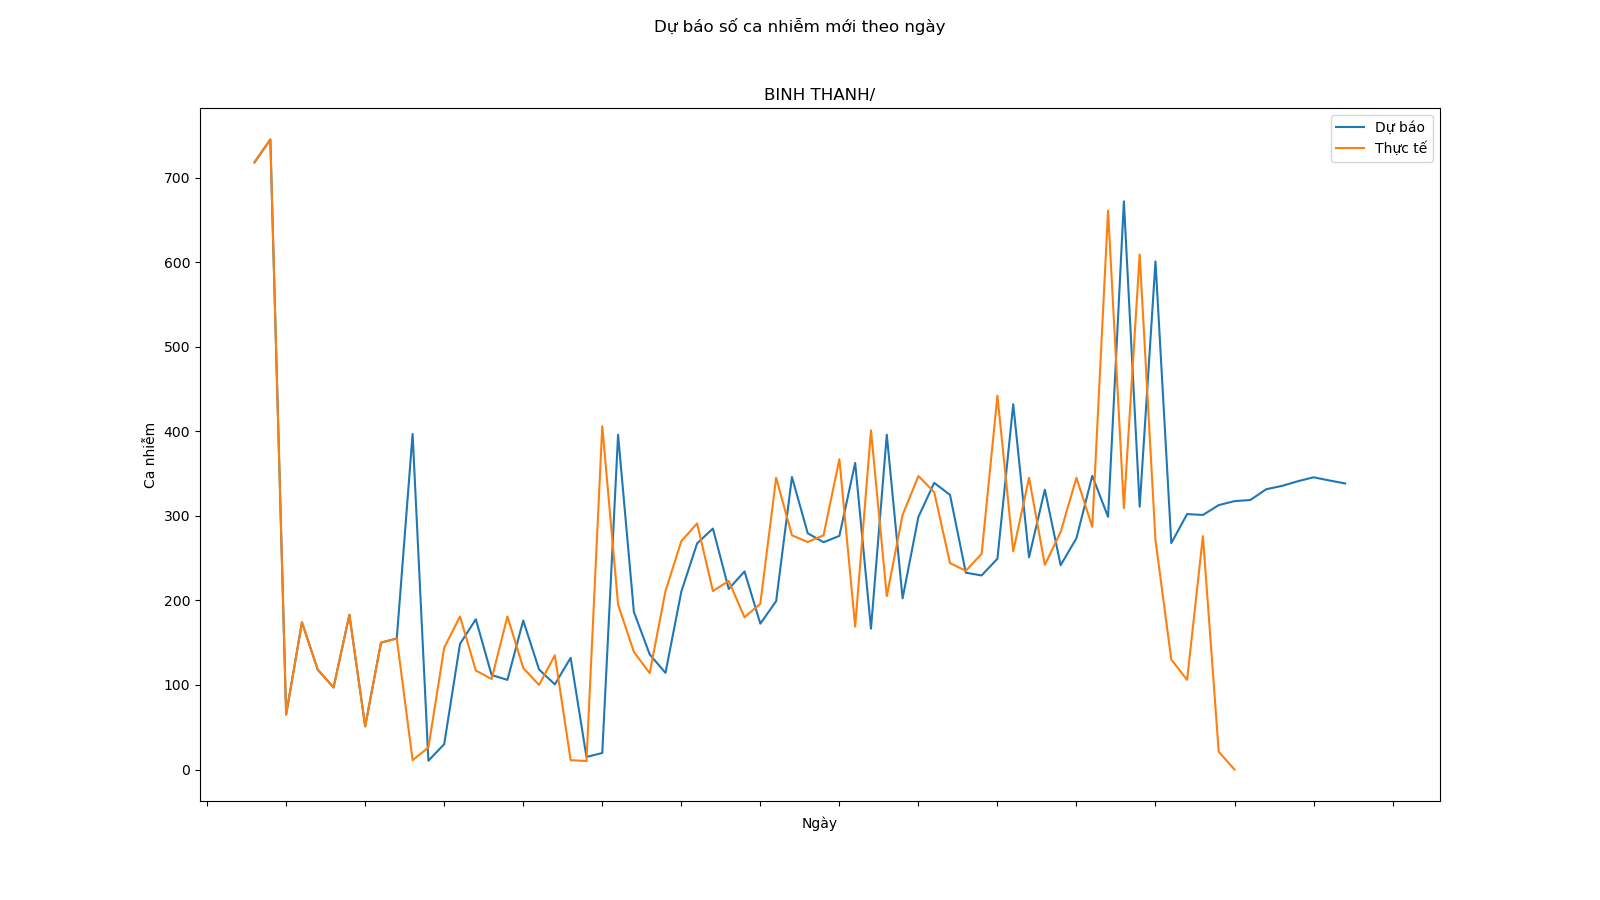 Dự báo số ca nhiễm mới theo ngày
BINH THANH/
Dự báo
Thực tế
700
600
500
400
300
200
100
0
Ca nhiễm
Ngày